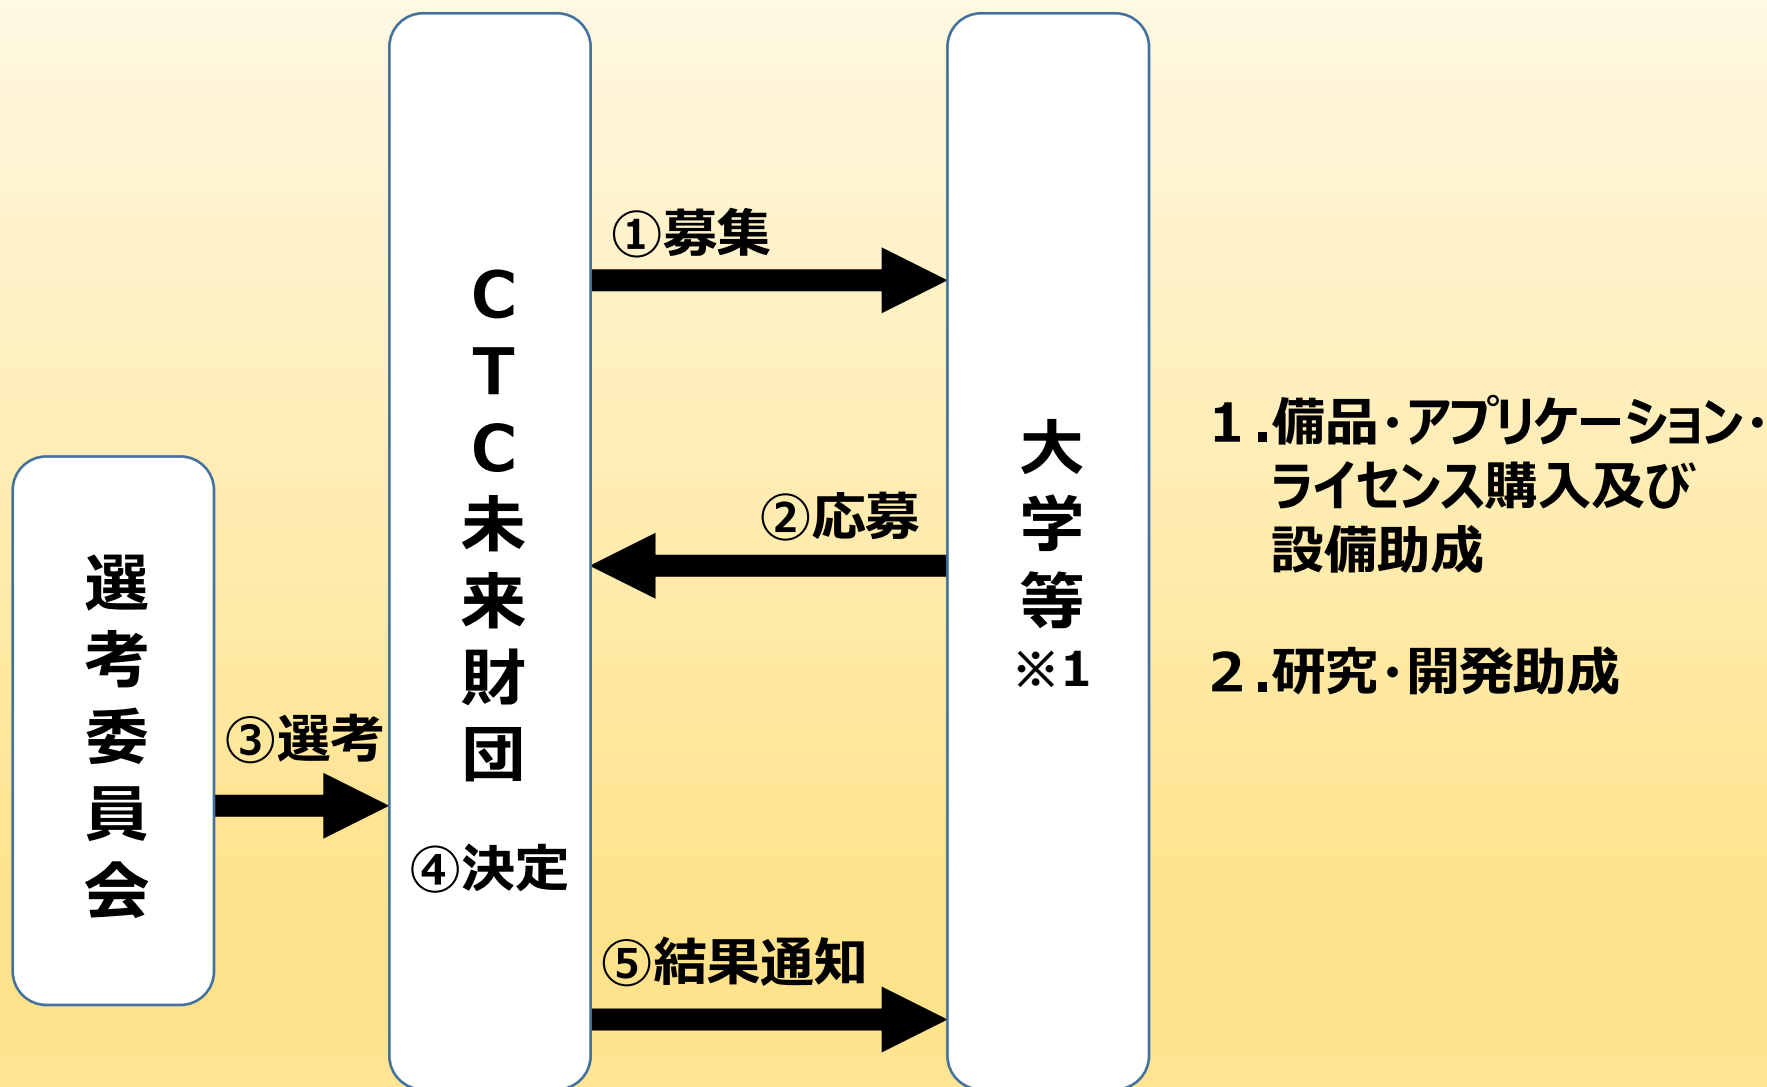 選考委員会
③選考
CTC未来財団
④決定
①募集
②応募
⑤結果通知
大学等
※1
１.備品・アプリケーション・
ライセンス購入及び
設備助成
２.研究・開発助成